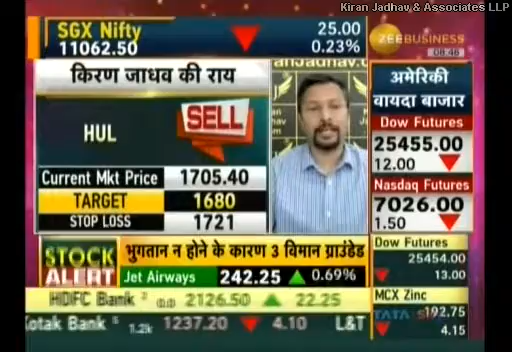 Kiran Jadhav & Associates LLP
SGX Nifty
11062.50
25.00
0.23%
ZEE BUSINESS
08:46
किरण जाधव की राय
HUL
SELL
Current Mkt Price 1705.40
TARGET 1680
STOP LOSS 1721
अमेरिकी
वायदा बाजार
Dow Futures
25455.00
12.00
Nasdaq Futures
7026.00
1.50
Dow Futures
25454.00
13.00
MCX Zinc
192.75
4.15
STOCK
ALERT
भुगतान न होने के कारण 3 विमान ग्राउंडेड
Jet Airways 242.25 0.69%
HDFC Bank 2126.50 22.25
Kotak Bank 1.2k 1237.20 4.10 L&T